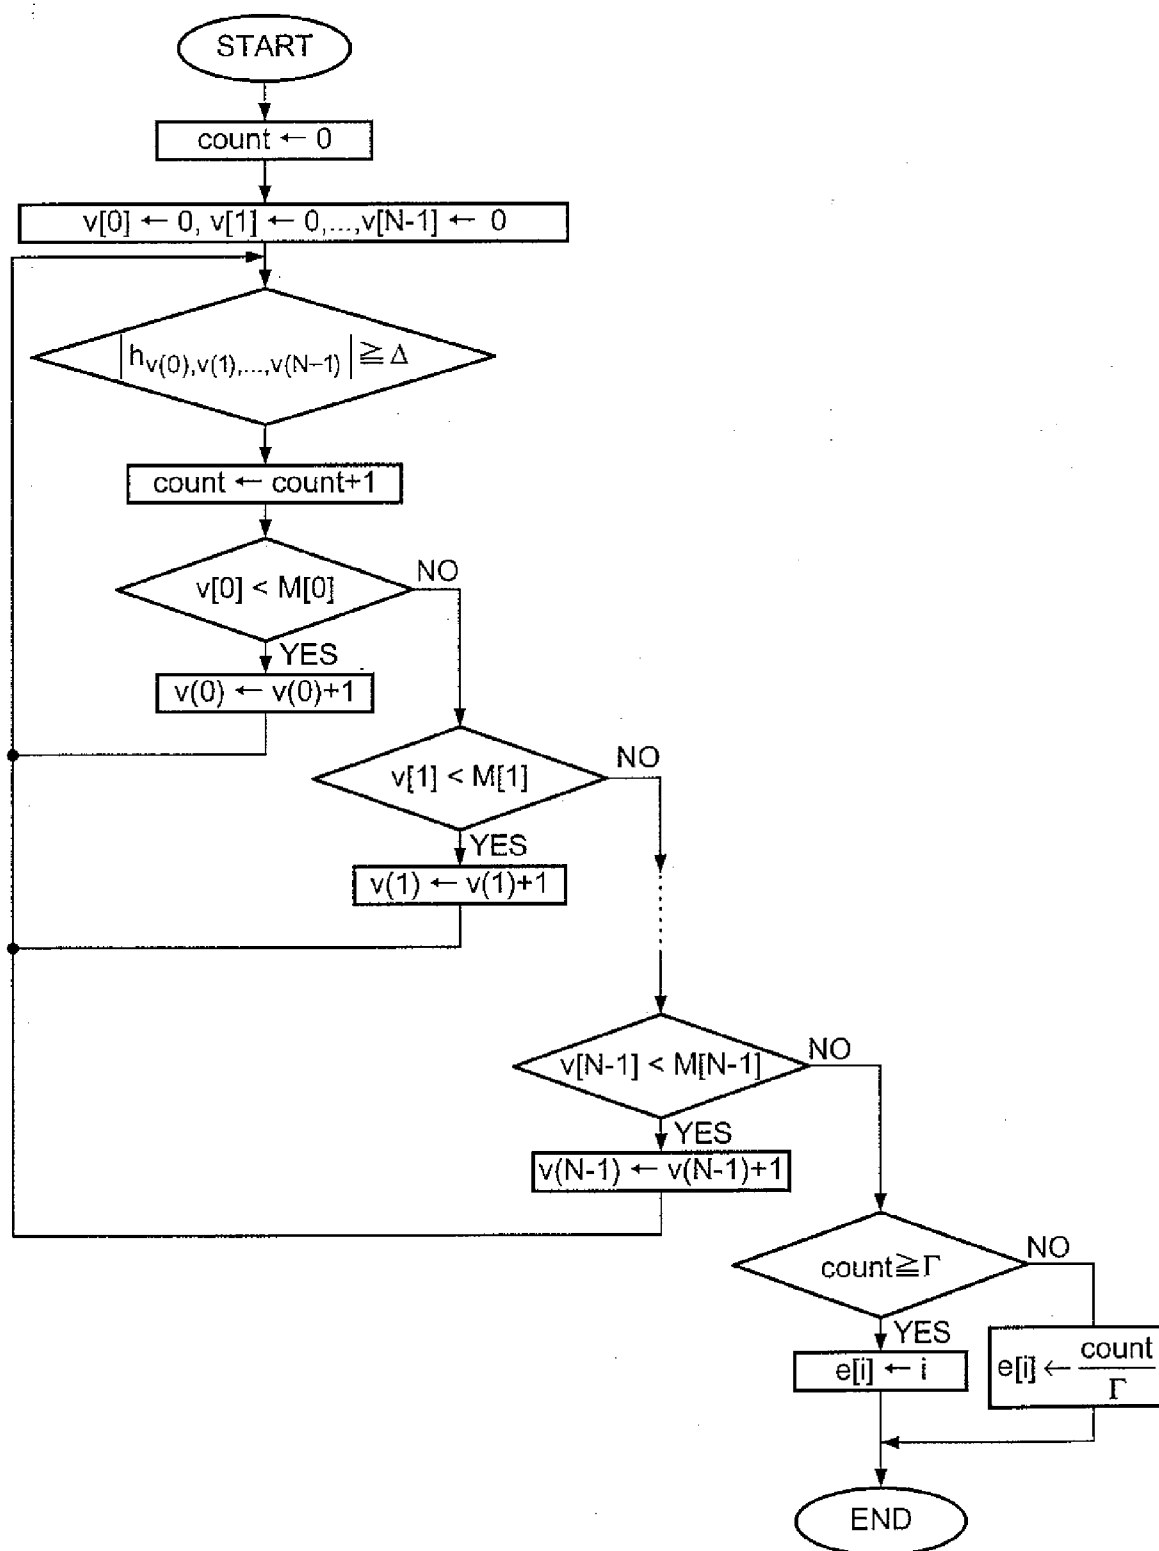 START
count ← 0
v[0] ← 0, v[1] ← 0,...,v[N-1] ← 0
|h_{v(0),v(1),...,v(N-1)}| ≧ Δ
count ← count+1
v[0] < M[0]
NO
YES
v(0) ← v(0)+1
v[1] < M[1]
NO
YES
v(1) ← v(1)+1
v[N-1] < M[N-1]
NO
YES
v(N-1) ← v(N-1)+1
count≧Γ
NO
YES
e[i] ← i
e[i] ← count/Γ
END